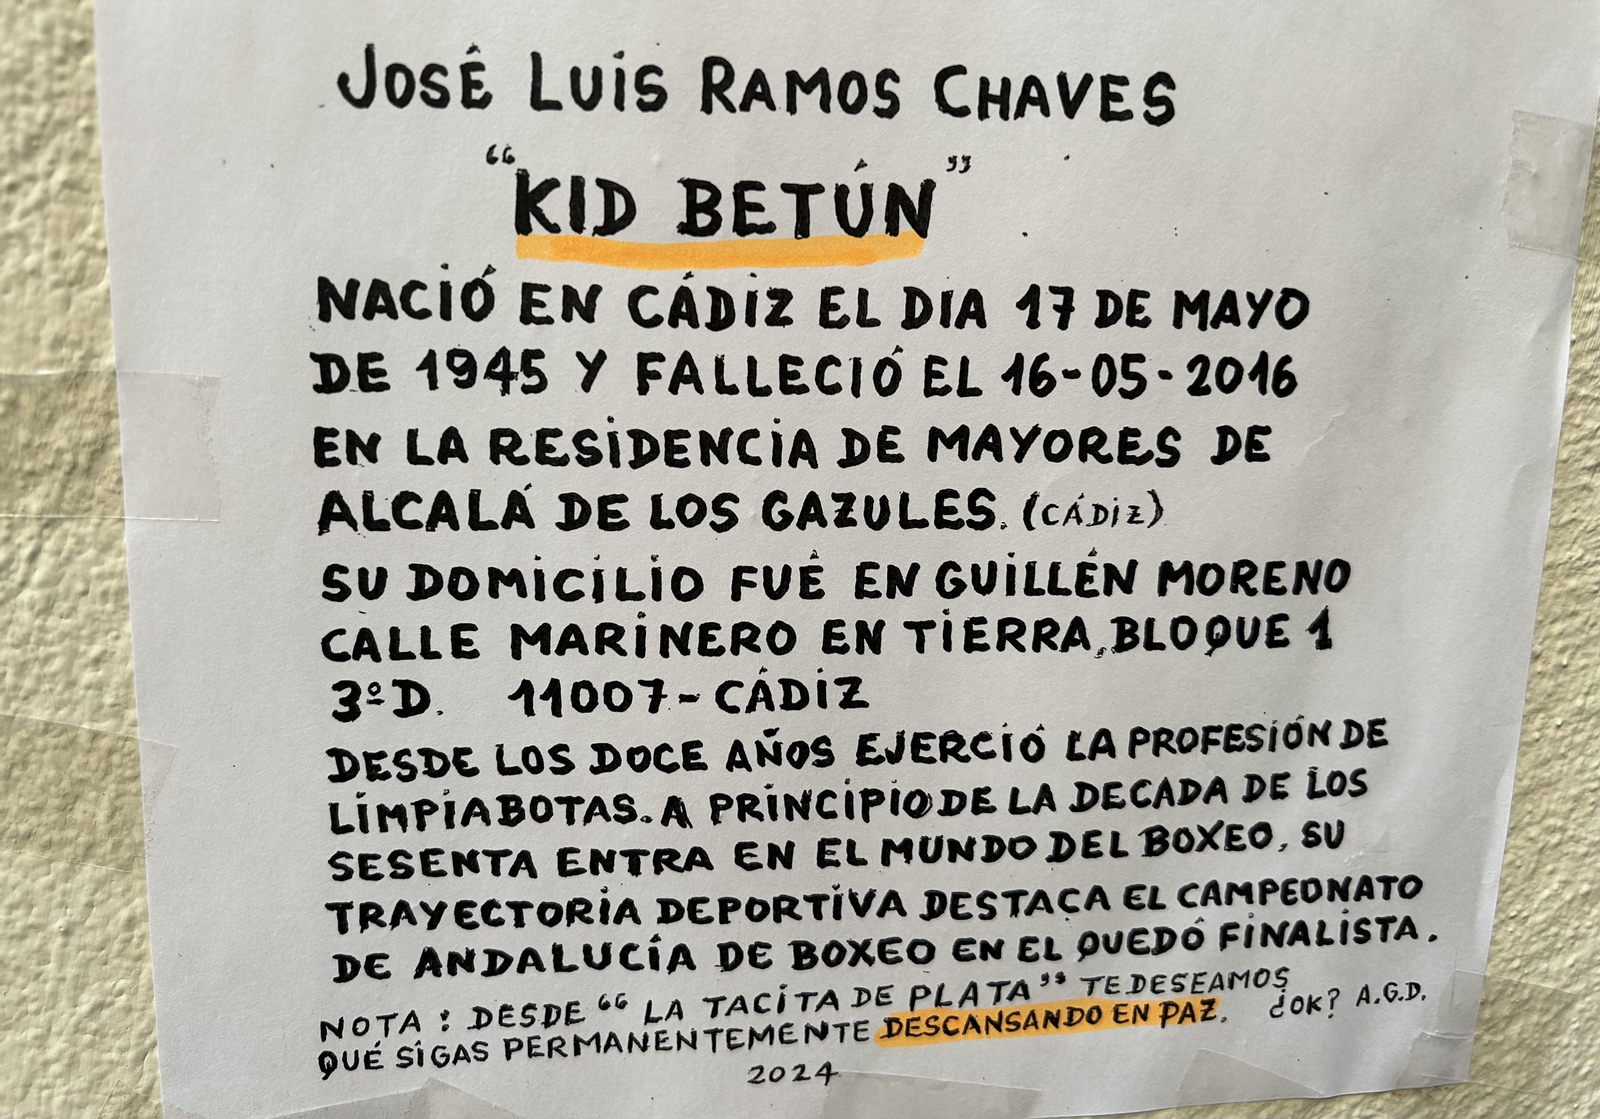 JOSÉ LUIS RAMOS CHAVES
"KID BETÚN"
NACIÓ EN CÁDIZ EL DIA 17 DE MAYO
DE 1945 Y FALLECIÓ EL 16-05-2016
EN LA RESIDENCIA DE MAYORES DE
ALCALÁ DE LOS GAZULES. (CÁDIZ)
SU DOMICILIO FUÉ EN GUILLÉN MORENO
CALLE MARINERO EN TIERRA, BLOQUE 1
3º D. 11007-CÁDIZ
DESDE LOS DOCE AÑOS EJERCIÓ LA PROFESIÓN DE
LIMPIABOTAS. A PRINCIPIO DE LA DECADA DE LOS
SESENTA ENTRA EN EL MUNDO DEL BOXEO, SU
TRAYECTORIA DEPORTIVA DESTACA EL CAMPEONATO
DE ANDALUCÍA DE BOXEO EN EL QUEDÓ FINALISTA.
NOTA: DESDE "LA TACITA DE PLATA" TE DESEAMOS
QUÉ SIGAS PERMANENTEMENTE DESCANSANDO EN PAZ. ¿OK? A.G.D.
2024